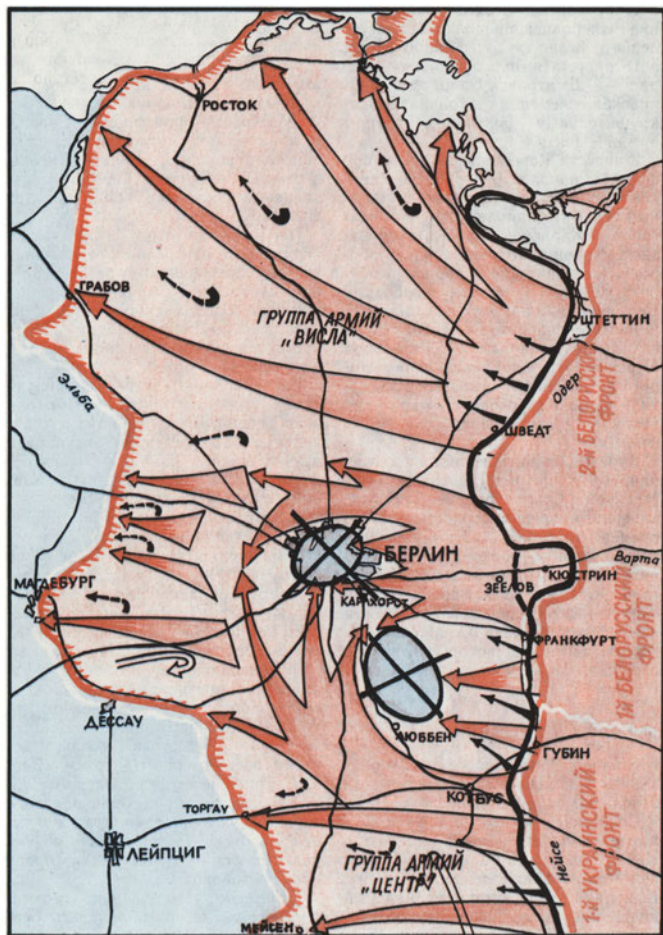 РОСТОК
ГРАБОВ
ГРУППА АРМИЙ
„ВИСЛА"
ШТЕТТИН
Эльба
Одер
2-й БЕЛОРУССКИЙ
ФРОНТ
ШВЕДТ
БЕРЛИН
Варта
ЗЕЕЛОВ
КЮСТРИН
МАГДЕБУРГ
КАРЛХОРСТ
ФРАНКФУРТ
1-й БЕЛОРУССКИЙ
ФРОНТ
ДЕССАУ
ЛЮББЕН
ГУБИН
КОТБУС
ТОРГАУ
ЛЕЙПЦИГ
ГРУППА АРМИЙ
„ЦЕНТР"
Нейсе
1-й УКРАИНСКИЙ
ФРОНТ
МЕЙСЕН